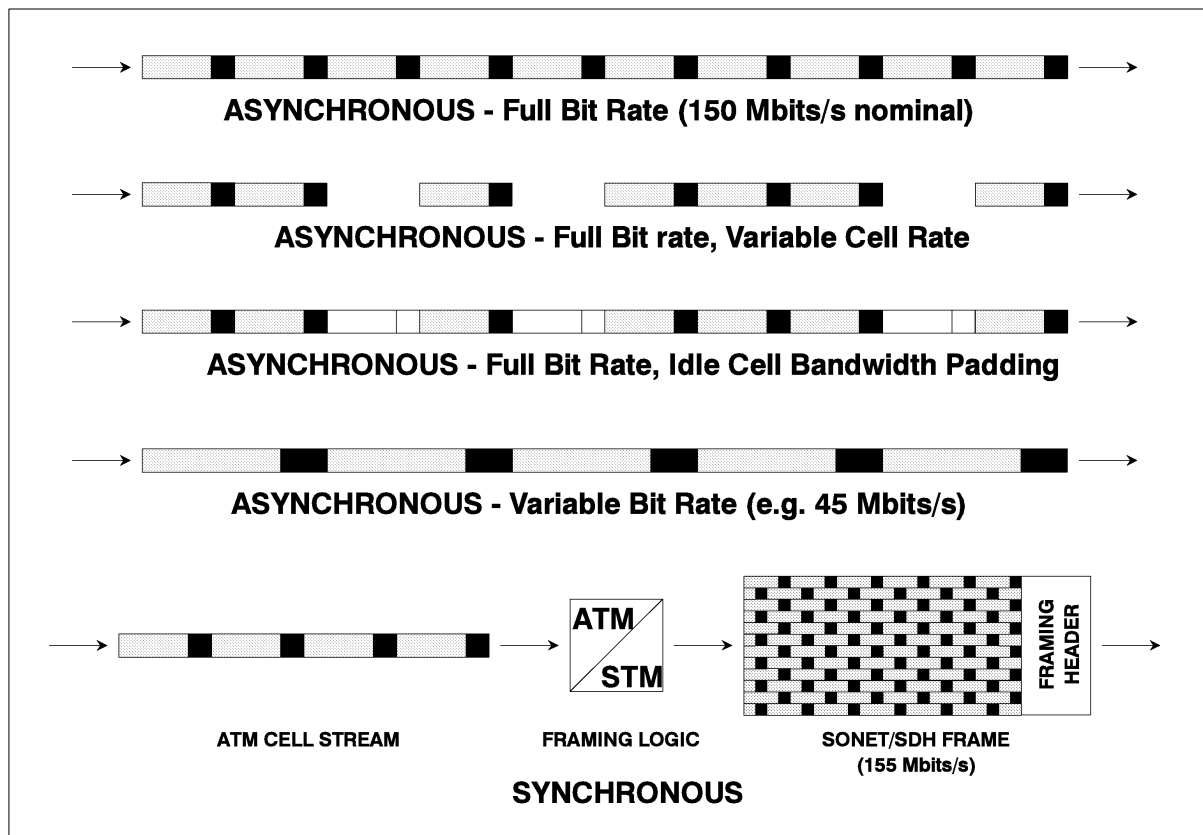 ASYNCHRONOUS - Full Bit Rate (150 Mbits/s nominal)
ASYNCHRONOUS - Full Bit rate, Variable Cell Rate
ASYNCHRONOUS - Full Bit Rate, Idle Cell Bandwidth Padding
ASYNCHRONOUS - Variable Bit Rate (e.g. 45 Mbits/s)
ATM
STM
FRAMING
HEADER
ATM CELL STREAM
FRAMING LOGIC
SONET/SDH FRAME
(155 Mbits/s)
SYNCHRONOUS